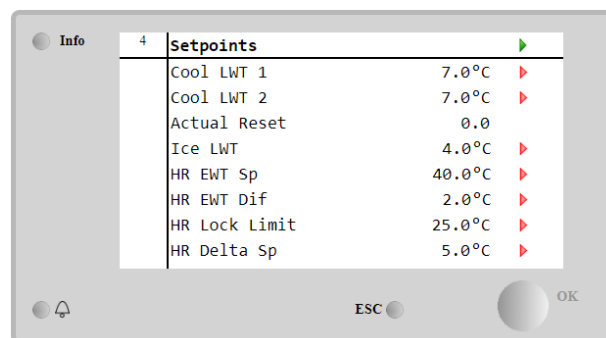 Info
4 Setpoints
Cool LWT 1 7.0°C
Cool LWT 2 7.0°C
Actual Reset 0.0
Ice LWT 4.0°C
HR EWT Sp 40.0°C
HR EWT Dif 2.0°C
HR Lock Limit 25.0°C
HR Delta Sp 5.0°C
ESC OK